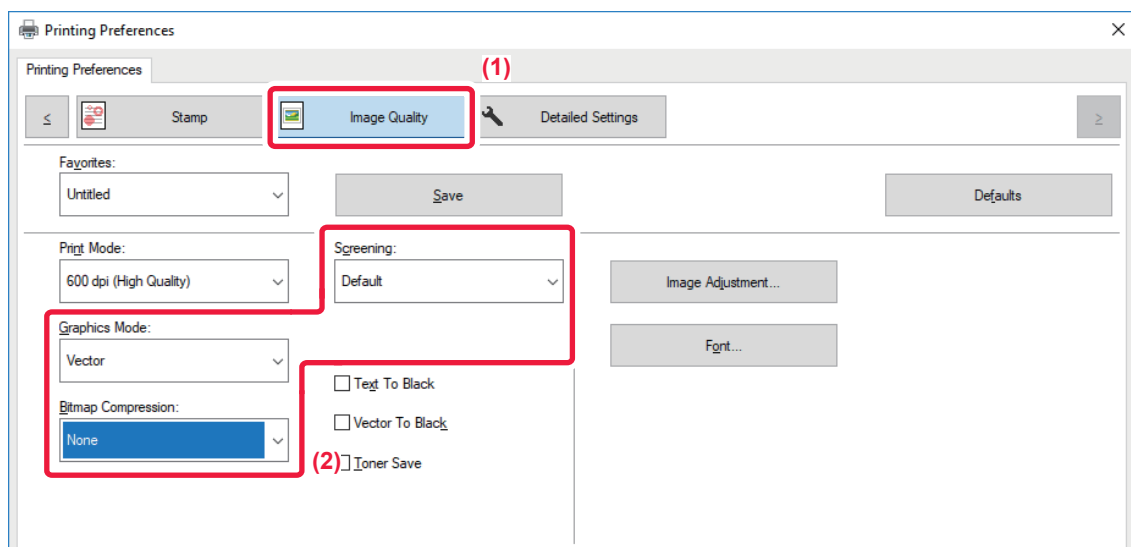 Printing Preferences
Printing Preferences
(1)
< Stamp Image Quality Detailed Settings >
Favorites:
Untitled Save Defaults
Print Mode: Screening:
600 dpi (High Quality) Default Image Adjustment...
Graphics Mode:
Vector Font...
Text To Black
Bitmap Compression:
Vector To Black
None
(2) Toner Save